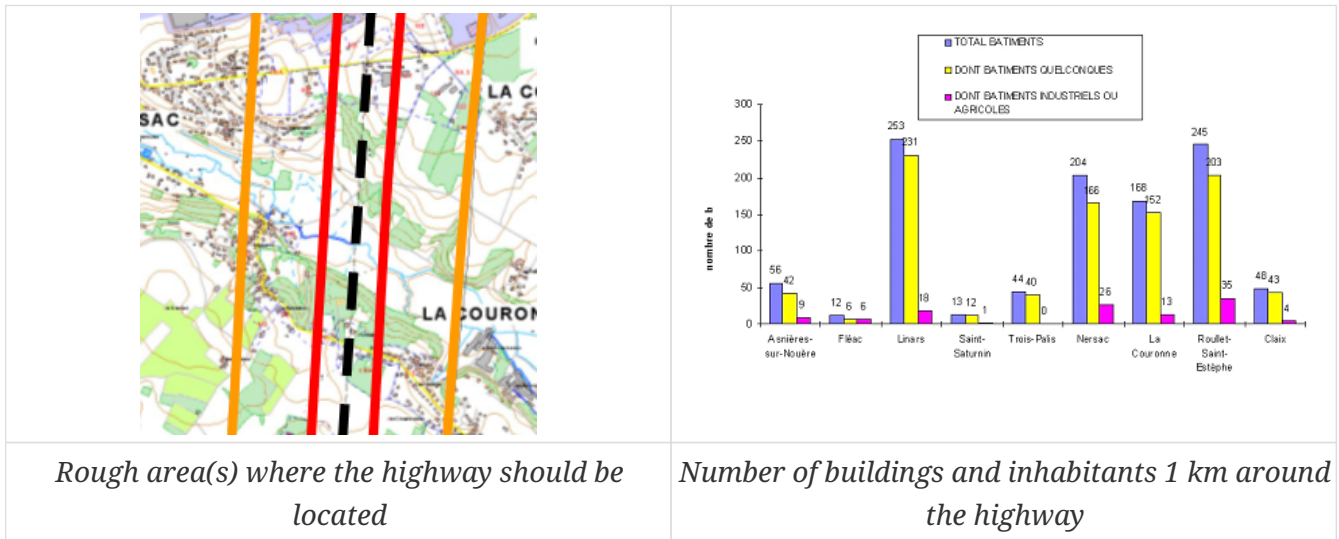 LA CO
SAC
LA COURON
TOTAL BATIMENTS
DONT BATIMENTS QUELCONQUES
DONT BATIMENTS INDUSTRIELS OU
AGRICOLES
nombre de b
300
250
200
150
100
50
0
56 42 9
12 6 6
253 231 18
13 12 1
44 40 0
204 166 26
168 152 13
245 203 35
48 43 4
Asnières-
sur-Nouère
Fléac
Linars
Saint-
Saturnin
Trois-Palis
Nersac
La
Couronne
Roullet-
Saint-
Estèphe
Claix
Rough area(s) where the highway should be
located
Number of buildings and inhabitants 1 km around
the highway